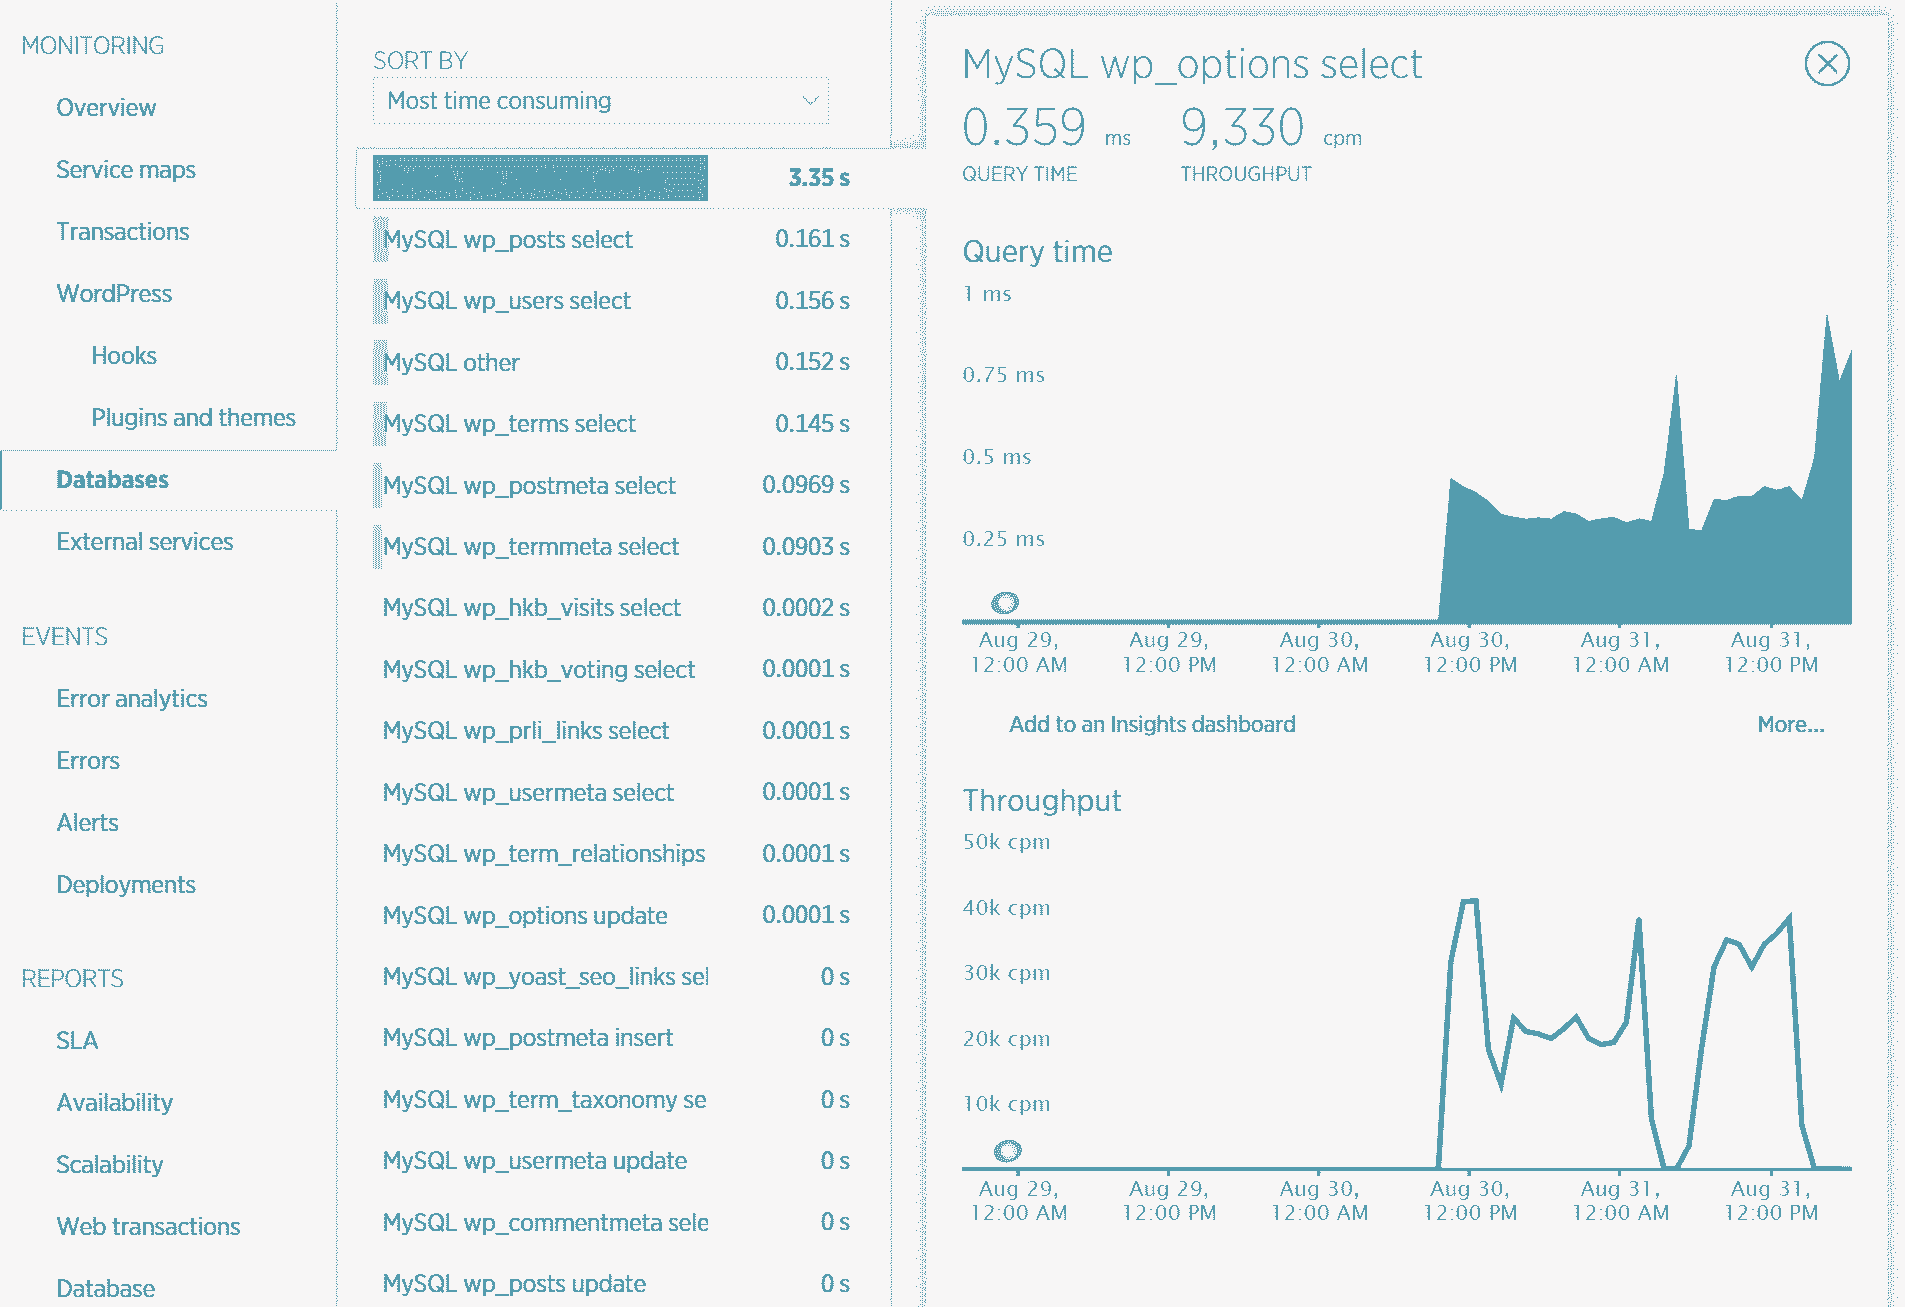 MONITORING
Overview
Service maps
Transactions
WordPress
Hooks
Plugins and themes
Databases
External services
EVENTS
Error analytics
Errors
Alerts
Deployments
REPORTS
SLA
Availability
Scalability
Web transactions
Database
SORT BY
Most time consuming
3.35 s
MySQL wp_posts select 0.161 s
MySQL wp_users select 0.156 s
MySQL other 0.152 s
MySQL wp_terms select 0.145 s
MySQL wp_postmeta select 0.0969 s
MySQL wp_termmeta select 0.0903 s
MySQL wp_hkb_visits select 0.0002 s
MySQL wp_hkb_voting select 0.0001 s
MySQL wp_prli_links select 0.0001 s
MySQL wp_usermeta select 0.0001 s
MySQL wp_term_relationships 0.0001 s
MySQL wp_options update 0.0001 s
MySQL wp_yoast_seo_links sel 0 s
MySQL wp_postmeta insert 0 s
MySQL wp_term_taxonomy se 0 s
MySQL wp_usermeta update 0 s
MySQL wp_commentmeta sele 0 s
MySQL wp_posts update 0 s
MySQL wp_options select
0.359 ms 9,330 cpm
QUERY TIME THROUGHPUT
Query time
1 ms
0.75 ms
0.5 ms
0.25 ms
Aug 29, Aug 29, Aug 30, Aug 30, Aug 31, Aug 31,
12:00 AM 12:00 PM 12:00 AM 12:00 PM 12:00 AM 12:00 PM
Add to an Insights dashboard More...
Throughput
50k cpm
40k cpm
30k cpm
20k cpm
10k cpm
Aug 29, Aug 29, Aug 30, Aug 30, Aug 31, Aug 31,
12:00 AM 12:00 PM 12:00 AM 12:00 PM 12:00 AM 12:00 PM